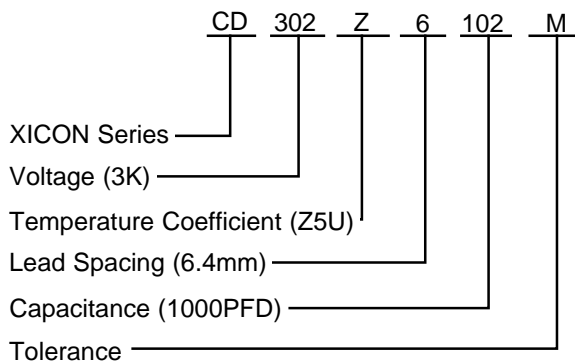 CD 302 Z 6 102 M
XICON Series
Voltage (3K)
Temperature Coefficient (Z5U)
Lead Spacing (6.4mm)
Capacitance (1000PFD)
Tolerance